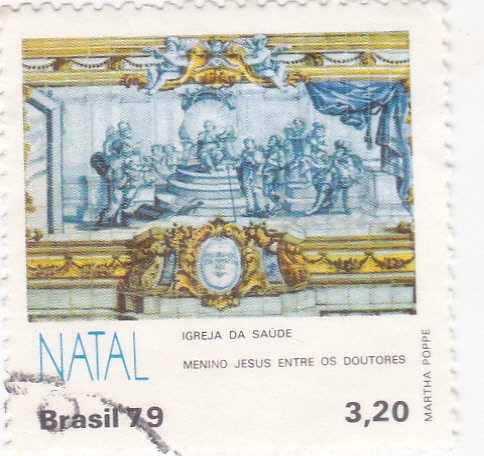 IGREJA DA SAÚDE
NATAL
MENINO JESUS ENTRE OS DOUTORES
MARTHA POPPE
Brasil 79
3,20